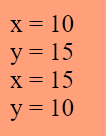 x = 10
y = 15
x = 15
y = 10